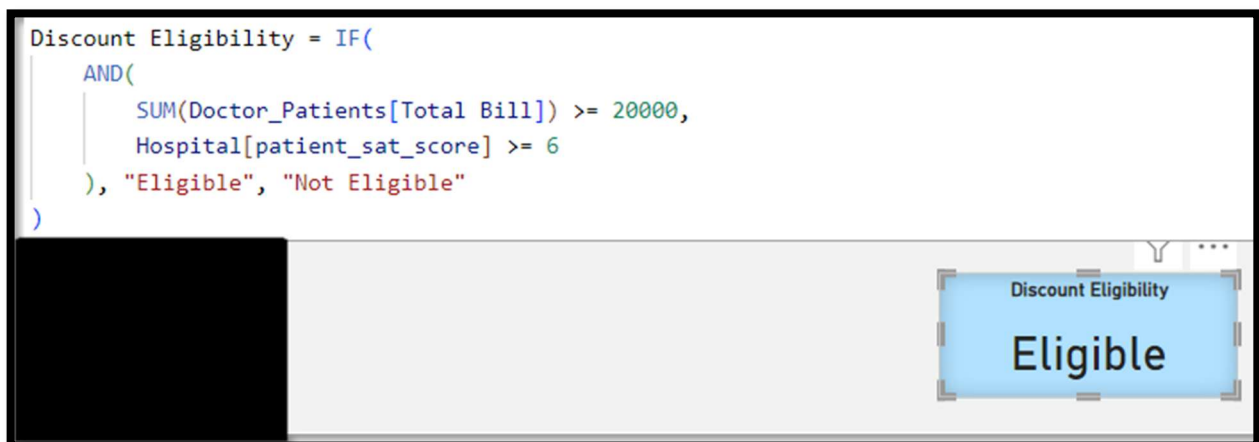 Discount Eligibility = IF(
AND(
SUM(Doctor_Patients[Total Bill]) >= 20000,
Hospital[patient_sat_score] >= 6
), "Eligible", "Not Eligible"
)
Discount Eligibility
Eligible